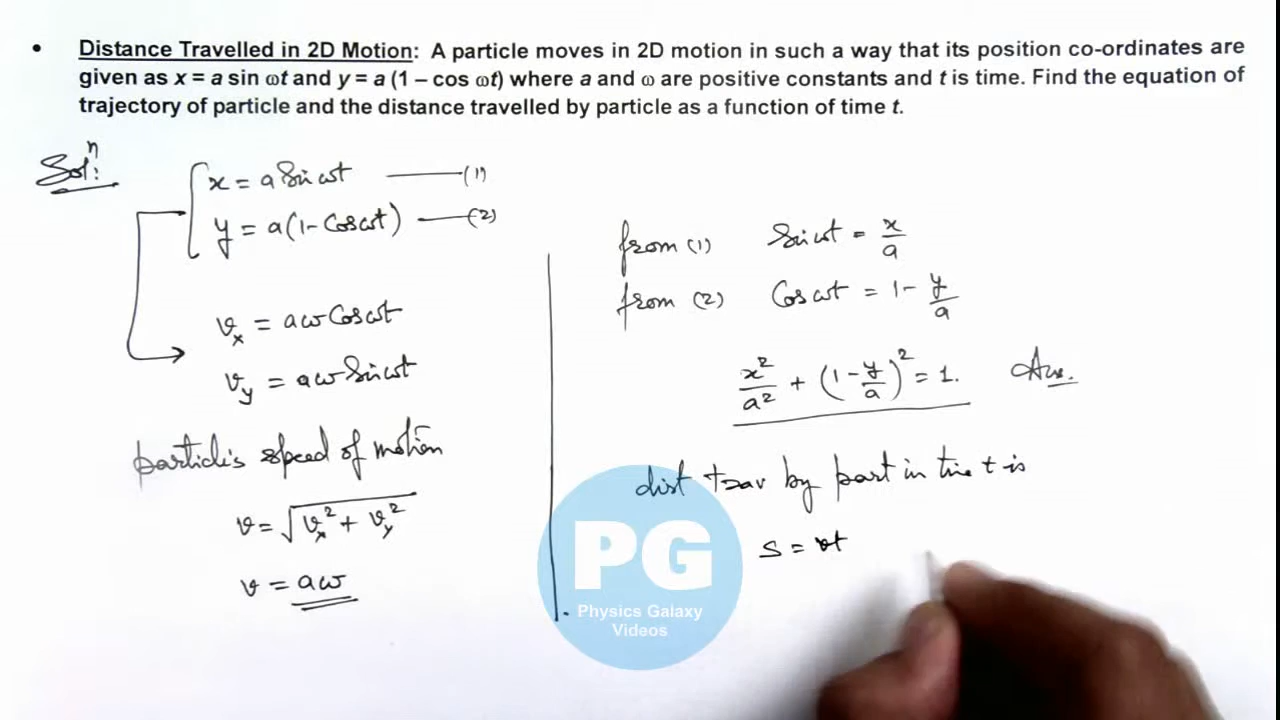 • Distance Travelled in 2D Motion: A particle moves in 2D motion in such a way that its position co-ordinates are
given as x = a sin ωt and y = a (1 – cos ωt) where a and ω are positive constants and t is time. Find the equation of
trajectory of particle and the distance travelled by particle as a function of time t.
Solⁿ:
x = a Sin ωt ——— (1)
y = a(1- Cos ωt) —— (2)
vₓ = aω Cos ωt
v_y = aω Sin ωt
particle's speed of motion
v = √(vₓ² + v_y²)
v = aω
from (1) Sin ωt = x/a
from (2) Cos ωt = 1 - y/a
x²/a² + (1 - y/a)² = 1. Ans.
dist trav by part in time t is
S = vt
PG
Physics Galaxy
Videos